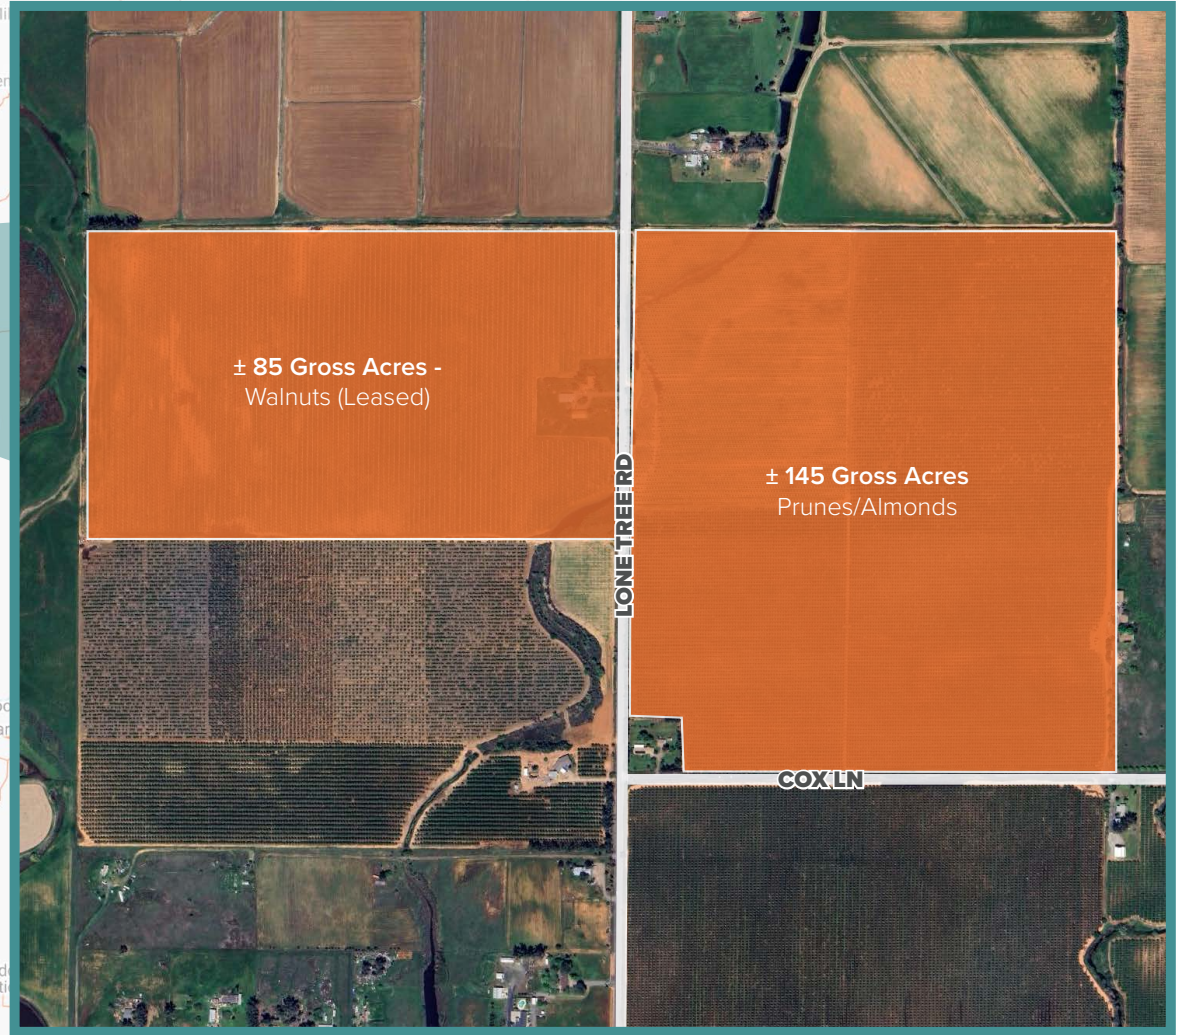 ± 85 Gross Acres -
Walnuts (Leased)
± 145 Gross Acres
Prunes/Almonds
LONE TREE RD
COX LN